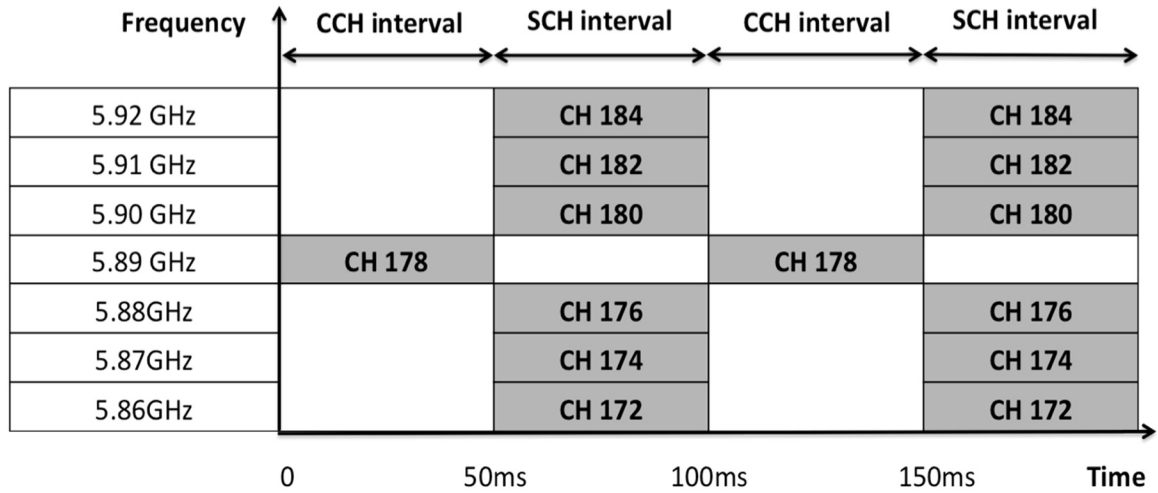 Frequency CCH interval SCH interval CCH interval SCH interval
5.92 GHz CH 184 CH 184
5.91 GHz CH 182 CH 182
5.90 GHz CH 180 CH 180
5.89 GHz CH 178 CH 178
5.88GHz CH 176 CH 176
5.87GHz CH 174 CH 174
5.86GHz CH 172 CH 172
0 50ms 100ms 150ms Time